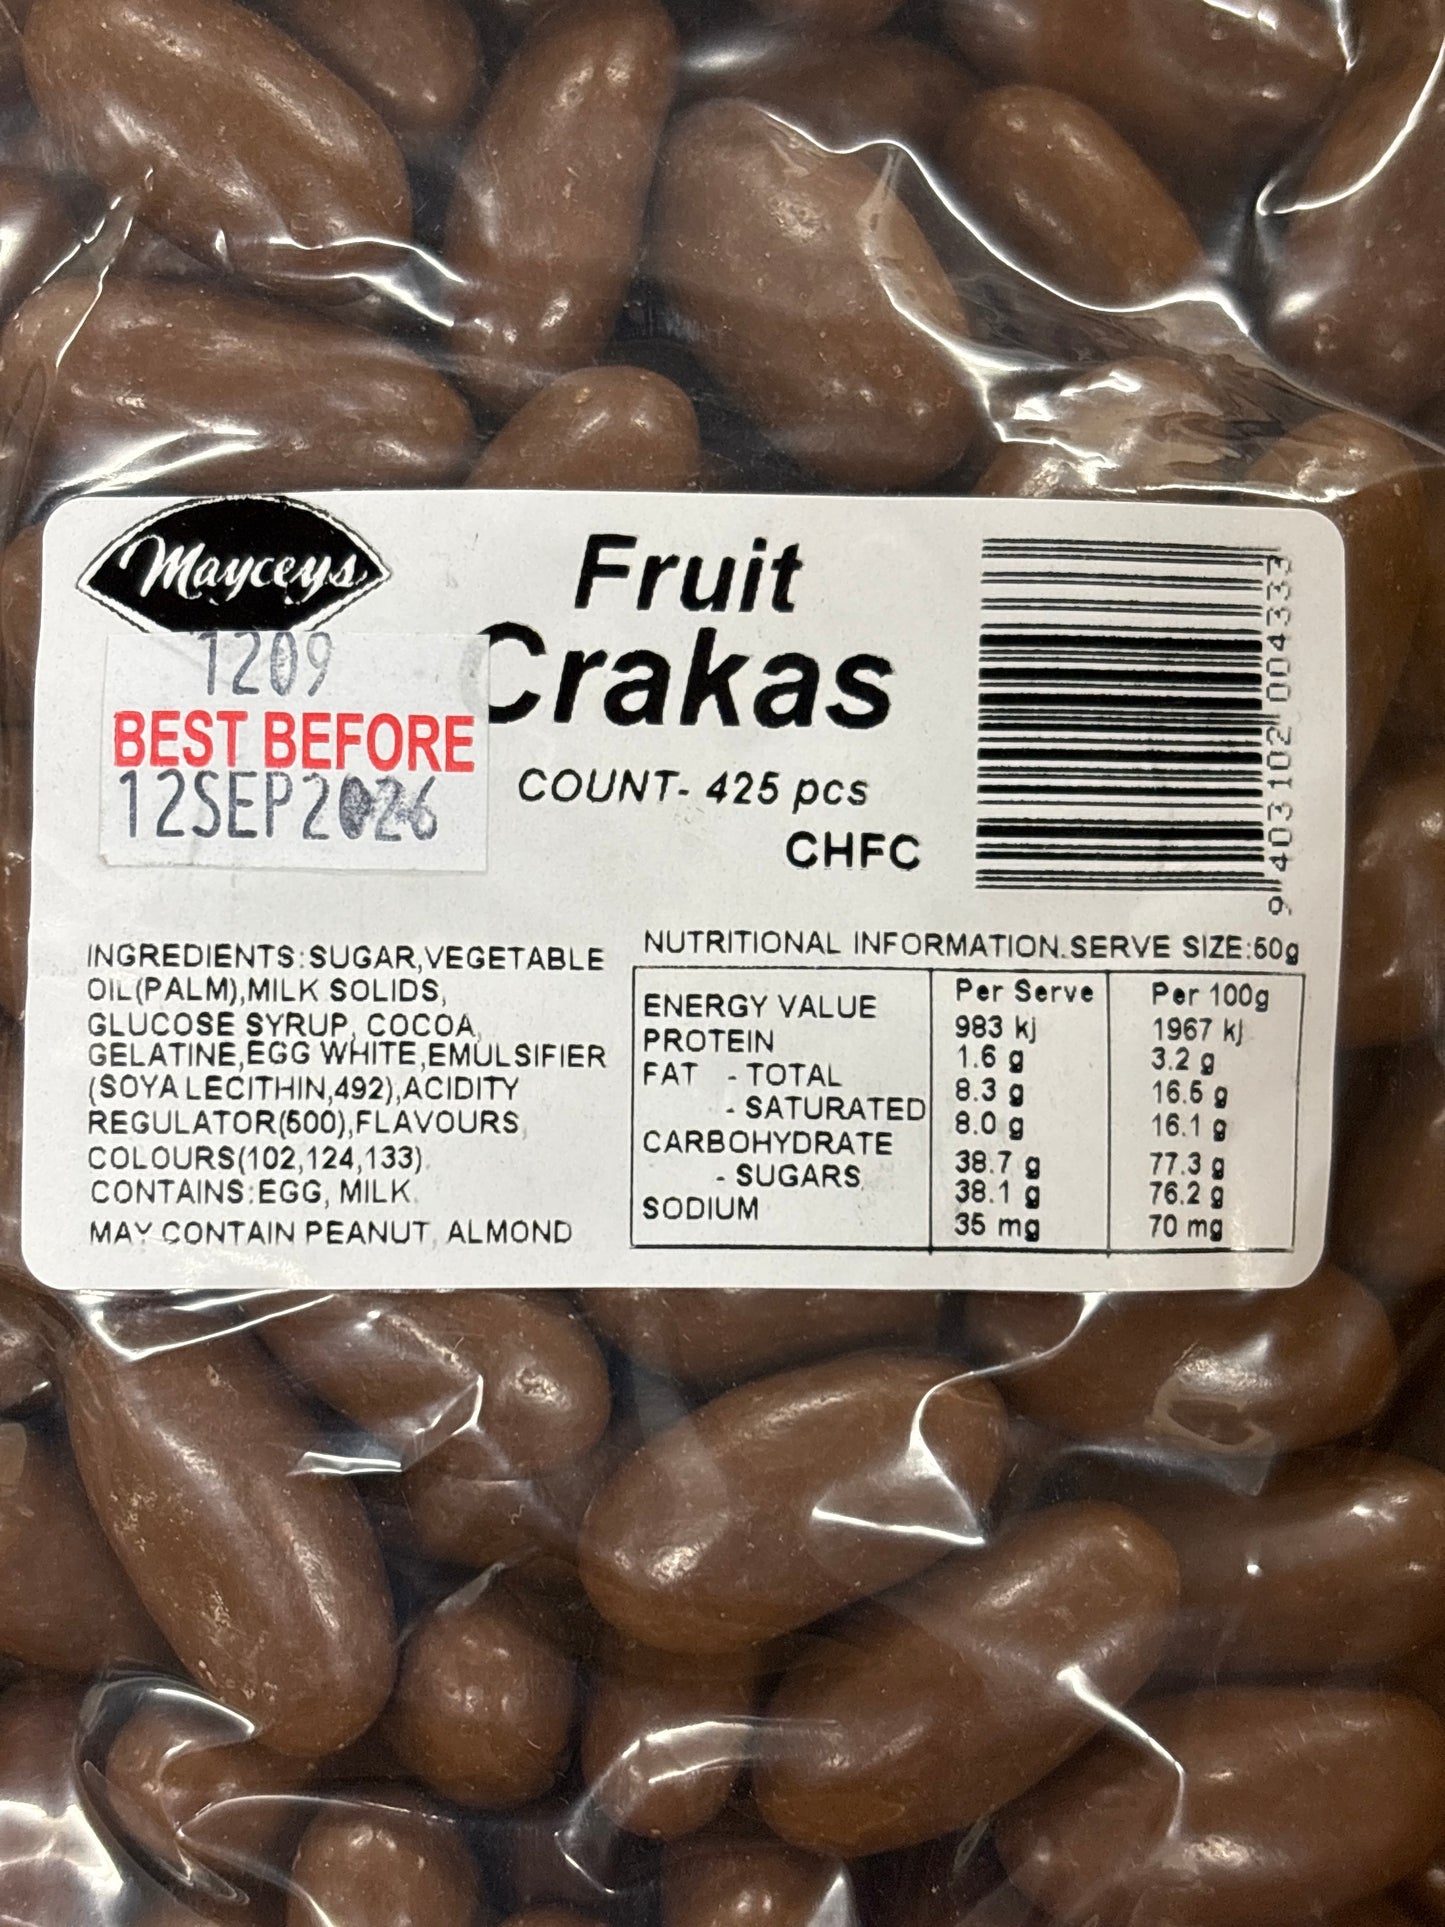 Mayceys
Fruit
Crakas
1209
BEST BEFORE
12SEP2026
COUNT- 425 pcs
CHFC
9 403102 004333
INGREDIENTS:SUGAR,VEGETABLE
OIL(PALM),MILK SOLIDS,
GLUCOSE SYRUP, COCOA,
GELATINE,EGG WHITE,EMULSIFIER
(SOYA LECITHIN,492),ACIDITY
REGULATOR(500),FLAVOURS,
COLOURS(102,124,133).
CONTAINS:EGG, MILK.
MAY CONTAIN PEANUT, ALMOND
NUTRITIONAL INFORMATION.SERVE SIZE:50g
Per Serve Per 100g
ENERGY VALUE 983 kj 1967 kj
PROTEIN 1.6 g 3.2 g
FAT - TOTAL 8.3 g 16.5 g
- SATURATED 8.0 g 16.1 g
CARBOHYDRATE 38.7 g 77.3 g
- SUGARS 38.1 g 76.2 g
SODIUM 35 mg 70 mg